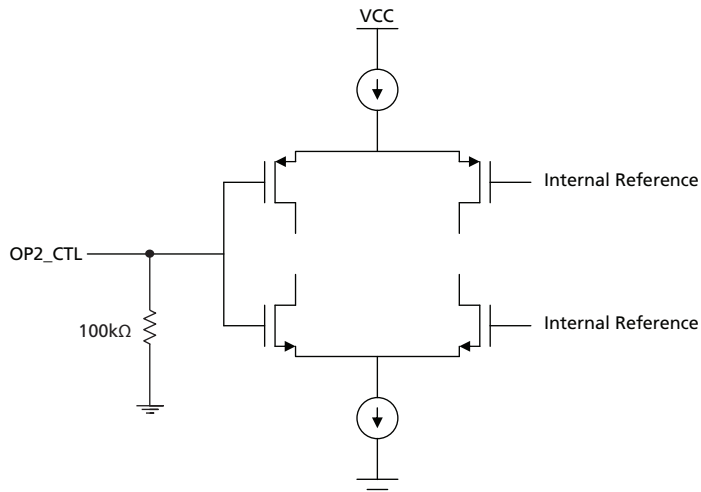 VCC
Internal Reference
OP2_CTL
100kΩ
Internal Reference